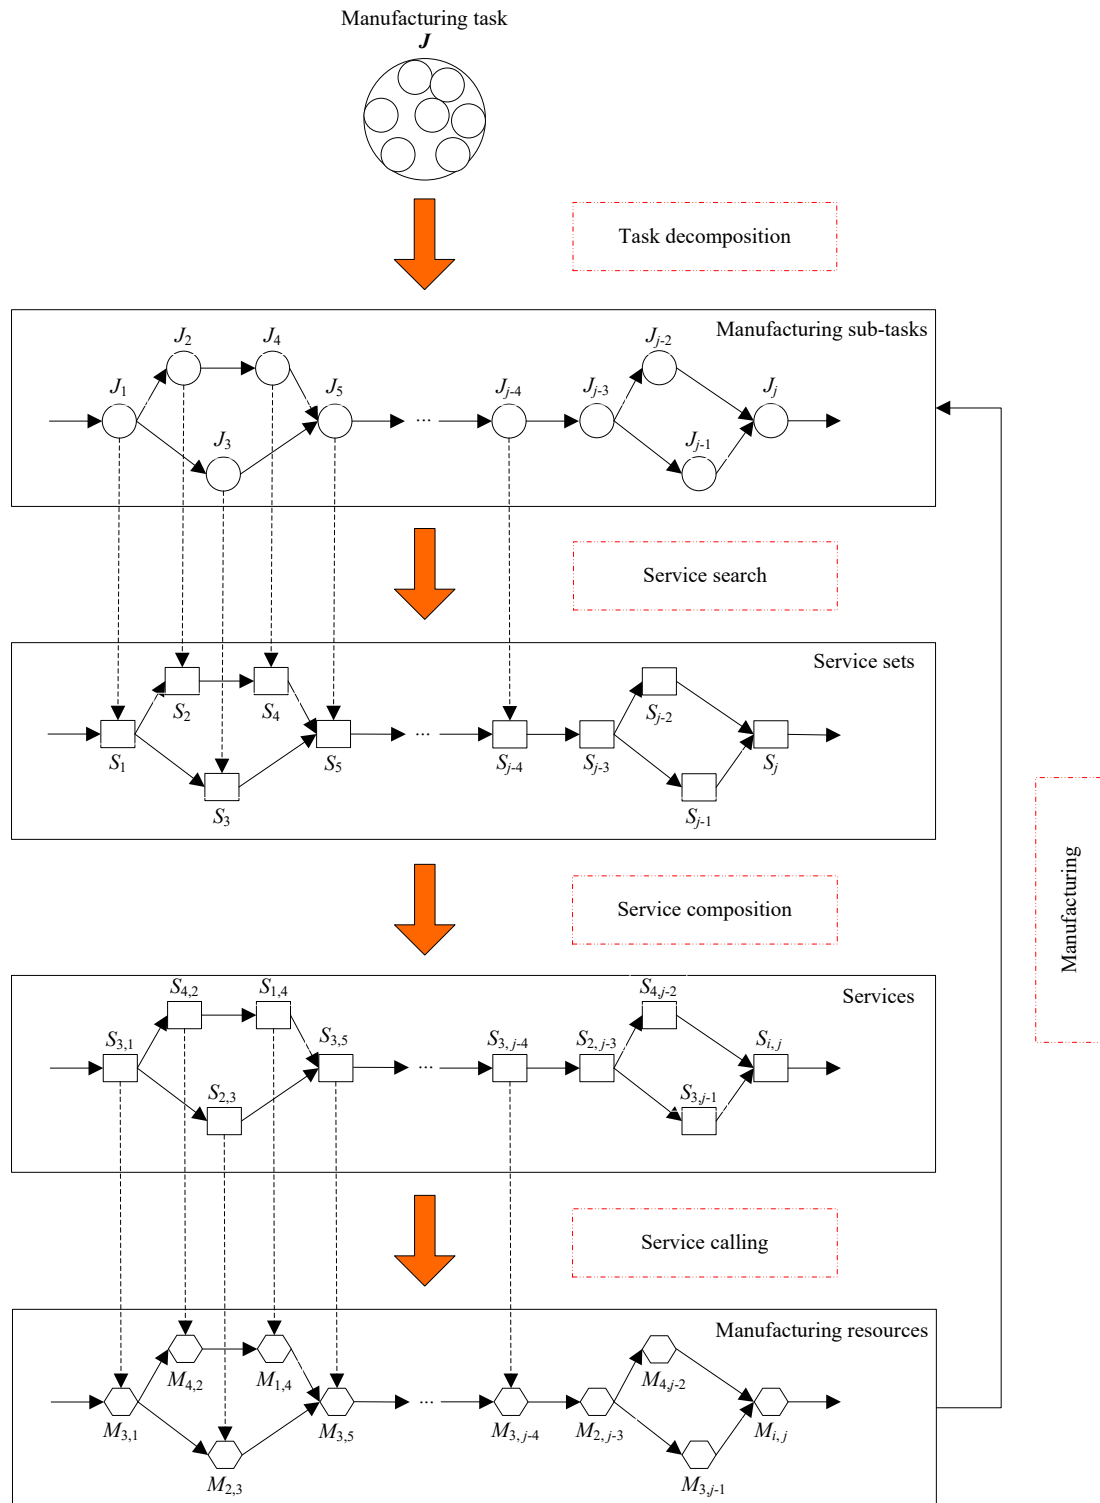 Manufacturing task
J
Task decomposition
Manufacturing sub-tasks
J2 J4 Jj-2
J1 J5 Jj-4 Jj-3 Jj
...
J3 Jj-1
Service search
Service sets
S2 S4 Sj-2
...
S1 S5 Sj-4 Sj-3 Sj
S3 Sj-1
Service composition
Manufacturing
Services
S4,2 S1,4 S4,j-2
S3,1 S3,5 S3, j-4 S2, j-3 Si, j
...
S2,3 S3,j-1
Service calling
Manufacturing resources
M4,2 M1,4 M4,j-2
...
M3,1 M3,5 M3, j-4 M2, j-3 Mi, j
M2,3 M3,j-1